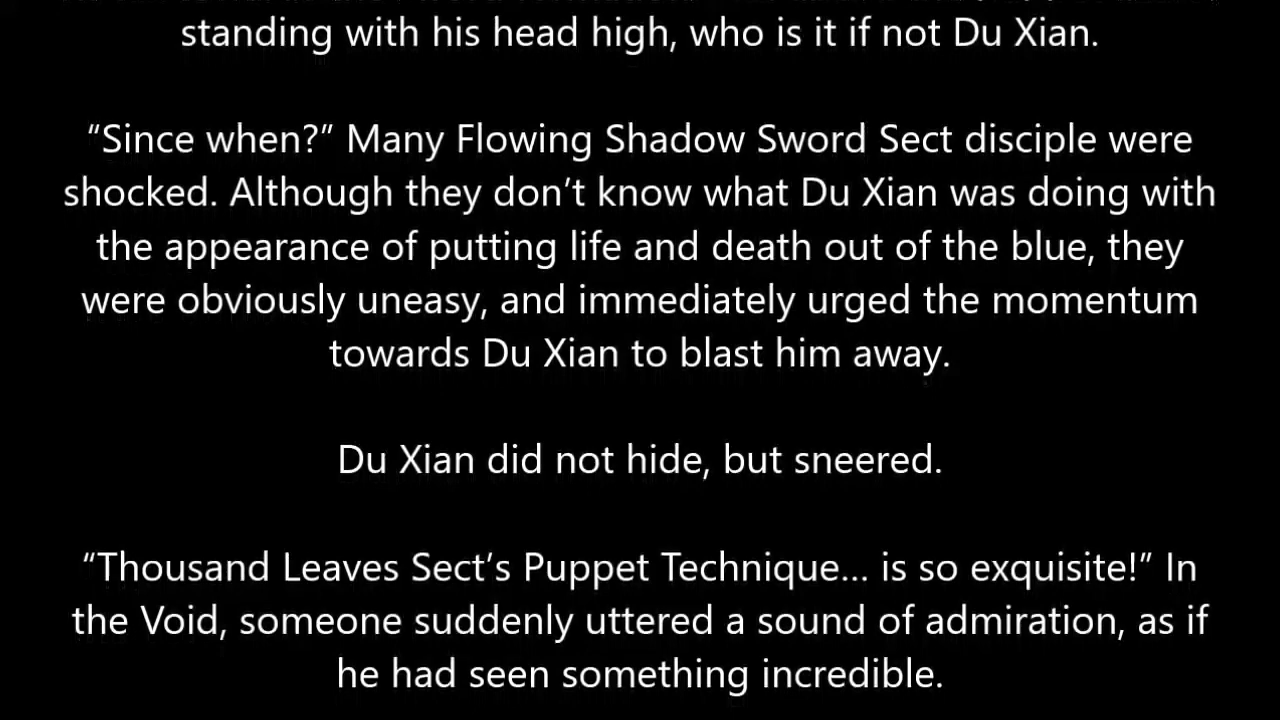 standing with his head high, who is it if not Du Xian.
“Since when?” Many Flowing Shadow Sword Sect disciple were
shocked. Although they don’t know what Du Xian was doing with
the appearance of putting life and death out of the blue, they
were obviously uneasy, and immediately urged the momentum
towards Du Xian to blast him away.
Du Xian did not hide, but sneered.
“Thousand Leaves Sect’s Puppet Technique... is so exquisite!” In
the Void, someone suddenly uttered a sound of admiration, as if
he had seen something incredible.